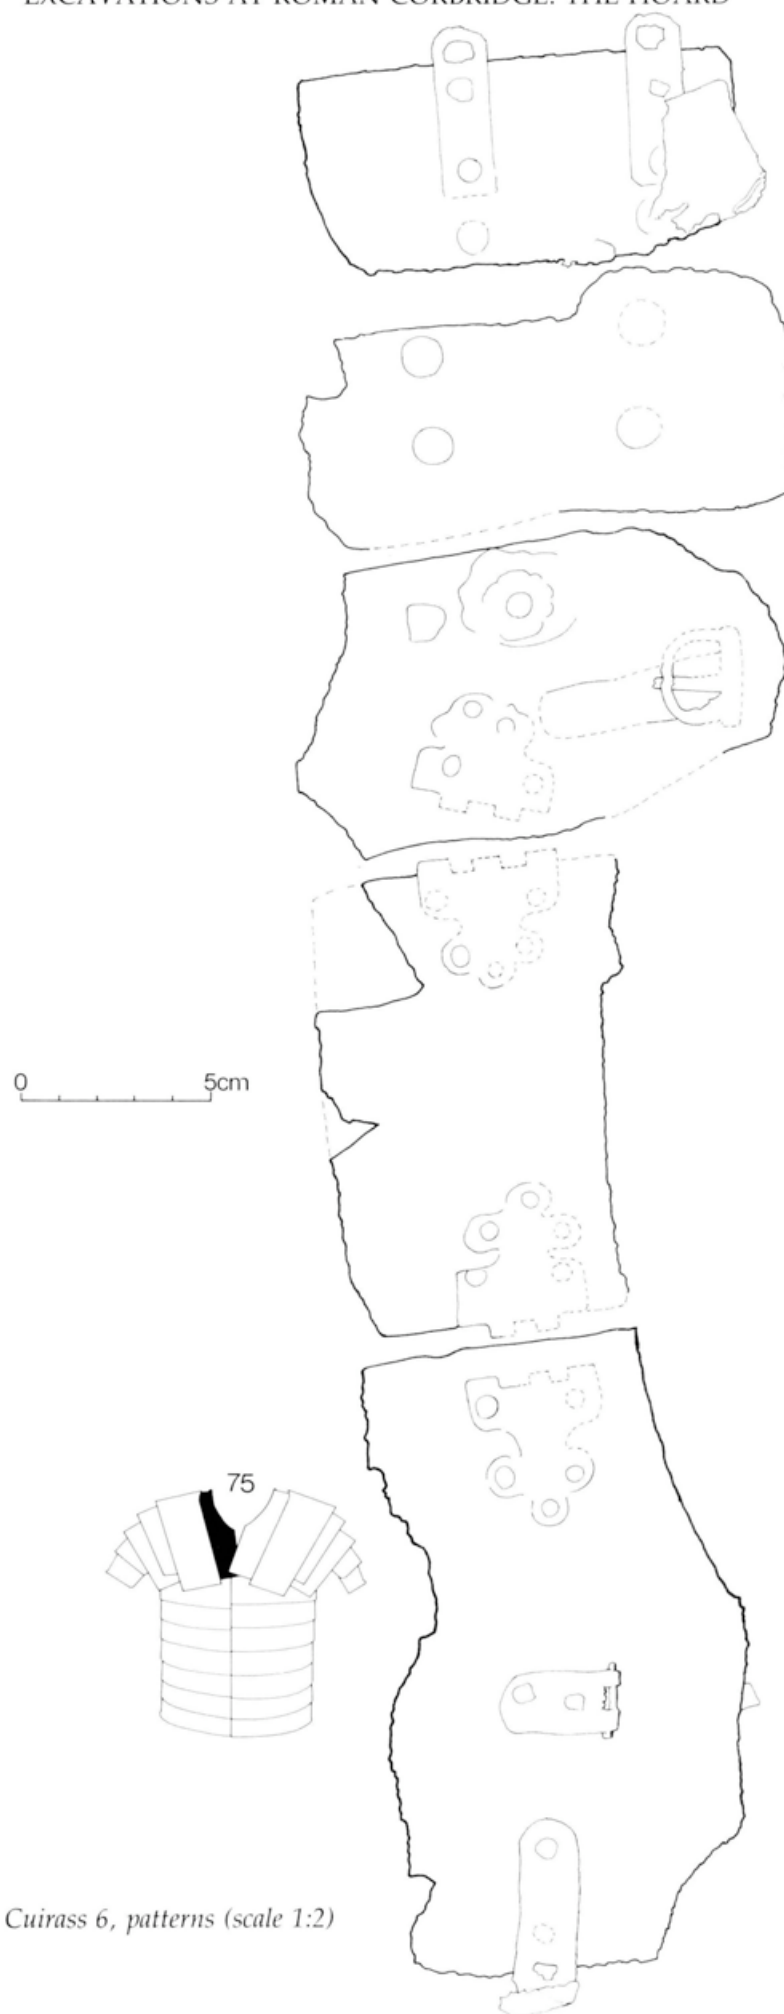 EXCAVATIONS AT ROMAN CORBRIDGE: THE HOARD
0 5cm
75
Cuirass 6, patterns (scale 1:2)